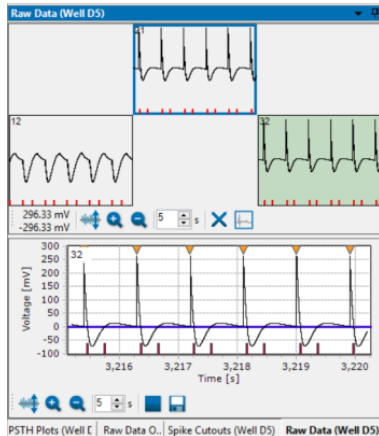 Raw Data (Well D5)
21
12
32
296.33 mV
-296.33 mV
5 s
32
Voltage [mV]
300
250
200
150
100
50
0
-50
-100
3,216 3,217 3,218 3,219 3,220
Time [s]
5 s
PSTH Plots (Well [ Raw Data O... Spike Cutouts (Well D5) Raw Data (Well D5)